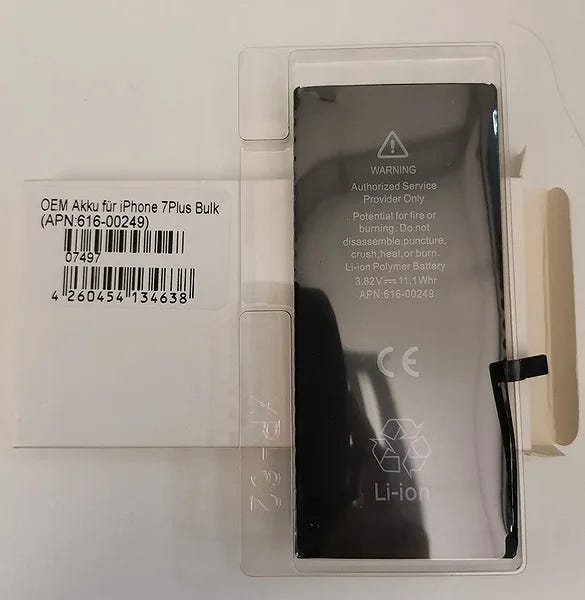 OEM Akku für iPhone 7Plus Bulk
(APN:616-00249)
07497
4 260454 134638
WARNING
Authorized Service
Provider Only
Potential for fire or
burning. Do not
disassemble,puncture,
crush,heat,or burn.
Li-ion Polymer Battery
3.82V⎓11.1Whr
APN:616-00249
CE
Li-ion
XP-62